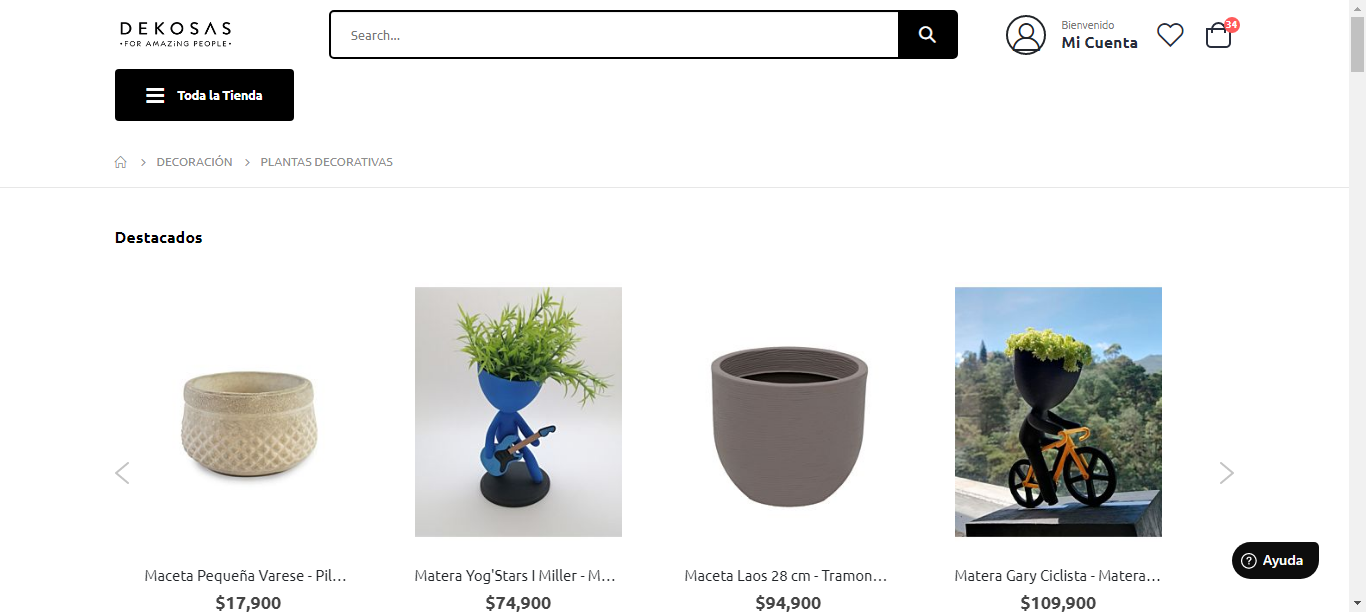 DEKOSAS
•FOR AMAZING PEOPLE•
Search...
Bienvenido
Mi Cuenta
34
Toda la Tienda
DECORACIÓN
PLANTAS DECORATIVAS
Destacados
Maceta Pequeña Varese - Pil...
$17,900
Matera Yog'Stars I Miller - M...
$74,900
Maceta Laos 28 cm - Tramon...
$94,900
Matera Gary Ciclista - Matera...
$109,900
Ayuda